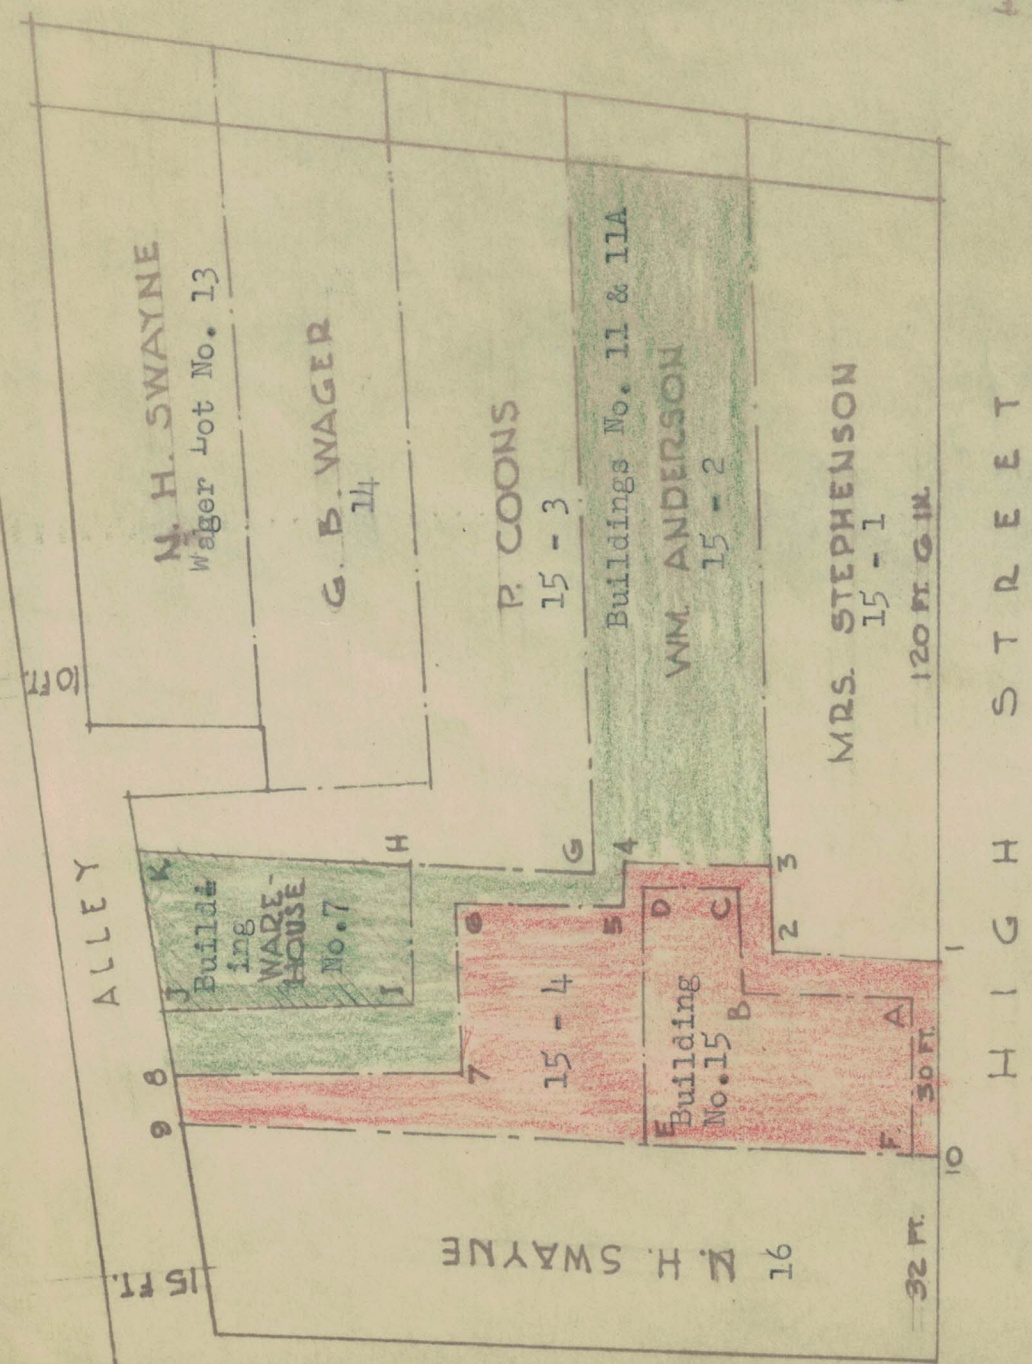 ALLEY
10 FT.
15 FT.
N. H. SWAYNE
Wager Lot No. 13
G. B. WAGER
14
P. COONS
15 - 3
Buildings No. 11 & 11A
WM. ANDERSON
15 - 2
MRS. STEPHENSON
15 - 1
120 FT. 6 IN.
K
J
Build
ing
WARE-
HOUSE
No. 7
H
I
G
8
9
6
7
5
4
3
2
1
15 - 4
D
C
E
Building
No. 15
B
A
F
30 FT.
10
N. H. SWAYNE
16
32 FT.
HIGH STREET